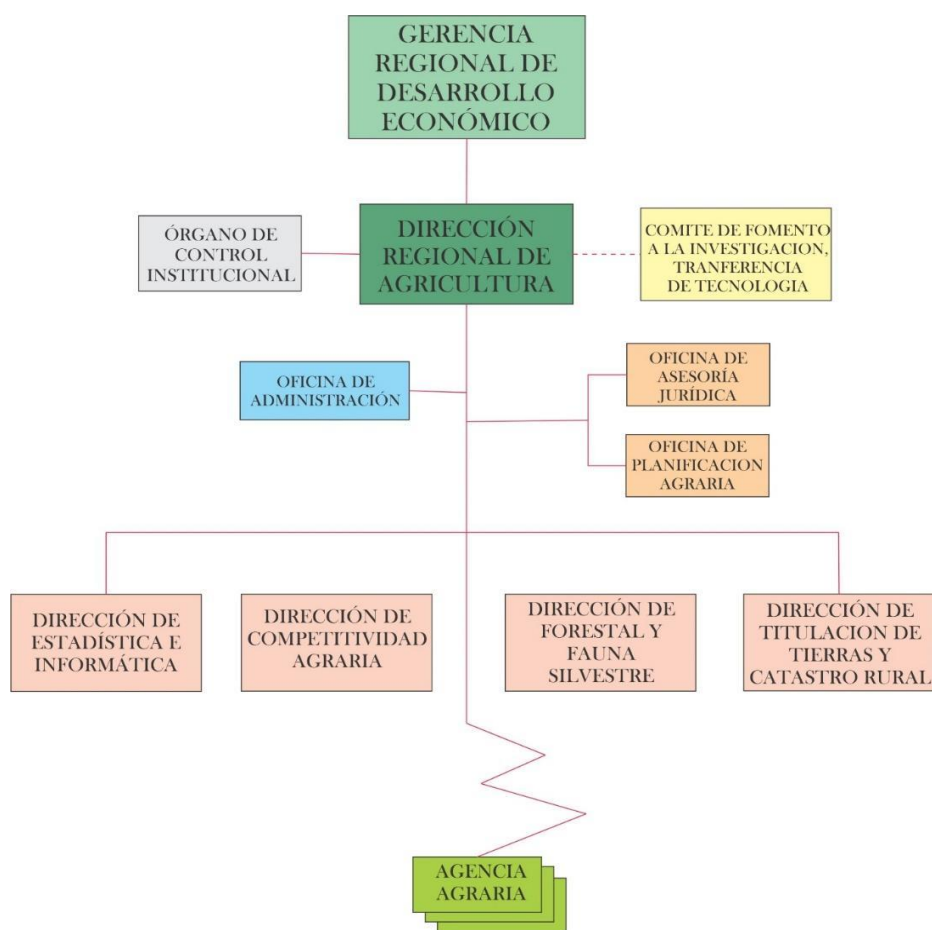 GERENCIA
REGIONAL DE
DESARROLLO
ECONÓMICO
ÓRGANO DE
CONTROL
INSTITUCIONAL
DIRECCIÓN
REGIONAL DE
AGRICULTURA
COMITE DE FOMENTO
A LA INVESTIGACION,
TRANFERENCIA
DE TECNOLOGIA
OFICINA DE
ADMINISTRACIÓN
OFICINA DE
ASESORÍA
JURÍDICA
OFICINA DE
PLANIFICACION
AGRARIA
DIRECCIÓN DE
ESTADÍSTICA E
INFORMÁTICA
DIRECCIÓN DE
COMPETITIVIDAD
AGRARIA
DIRECCIÓN DE
FORESTAL Y
FAUNA
SILVESTRE
DIRECCIÓN DE
TITULACION DE
TIERRAS Y
CATASTRO RURAL
AGENCIA
AGRARIA